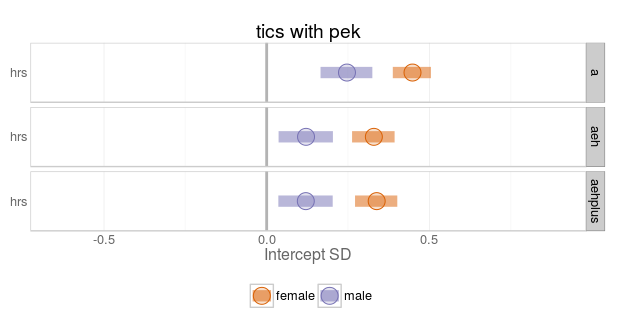 tics with pek
hrs
a
hrs
aeh
hrs
aehplus
-0.5 0.0 0.5
Intercept SD
female male